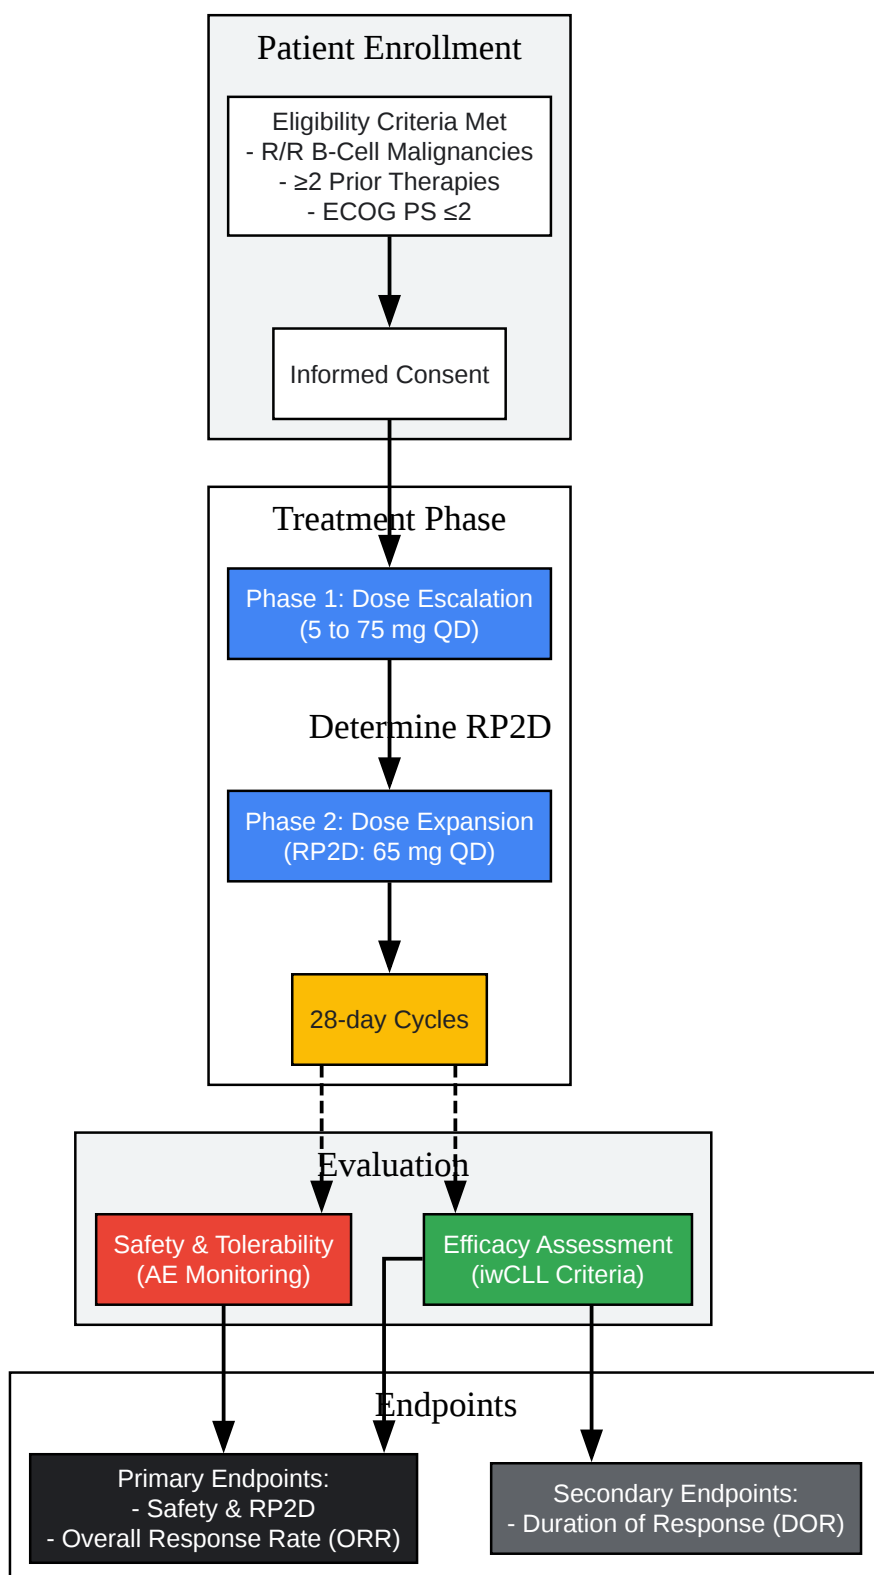 Patient Enrollment
Eligibility Criteria Met
- R/R B-Cell Malignancies
- ≥2 Prior Therapies
- ECOG PS ≤2
Informed Consent
Treatment Phase
Phase 1: Dose Escalation
(5 to 75 mg QD)
Determine RP2D
Phase 2: Dose Expansion
(RP2D: 65 mg QD)
28-day Cycles
Evaluation
Safety & Tolerability
(AE Monitoring)
Efficacy Assessment
(iwCLL Criteria)
Endpoints
Primary Endpoints:
- Safety & RP2D
- Overall Response Rate (ORR)
Secondary Endpoints:
- Duration of Response (DOR)